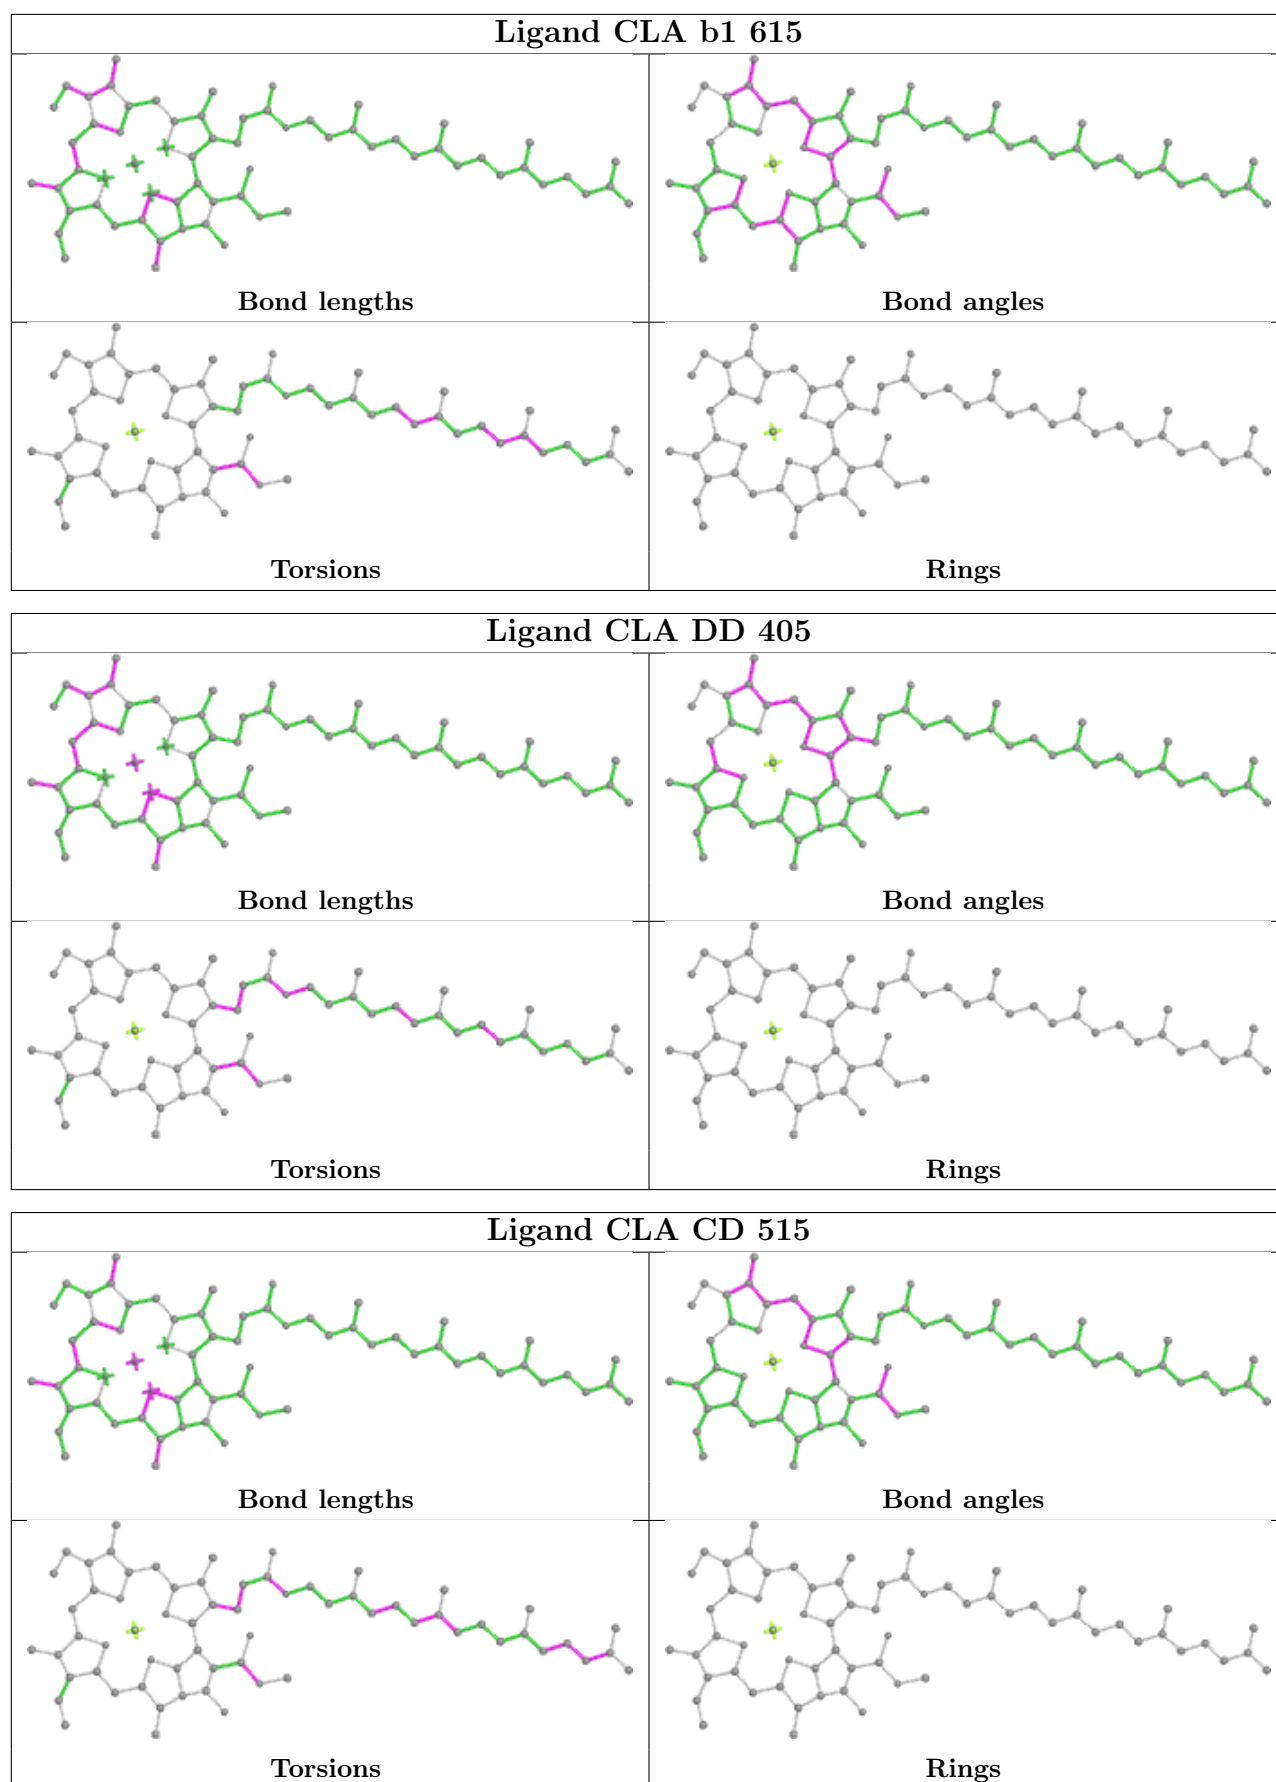 Ligand CLA b1 615
Bond lengths
Bond angles
Torsions
Rings
Ligand CLA DD 405
Bond lengths
Bond angles
Torsions
Rings
Ligand CLA CD 515
Bond lengths
Bond angles
Torsions
Rings